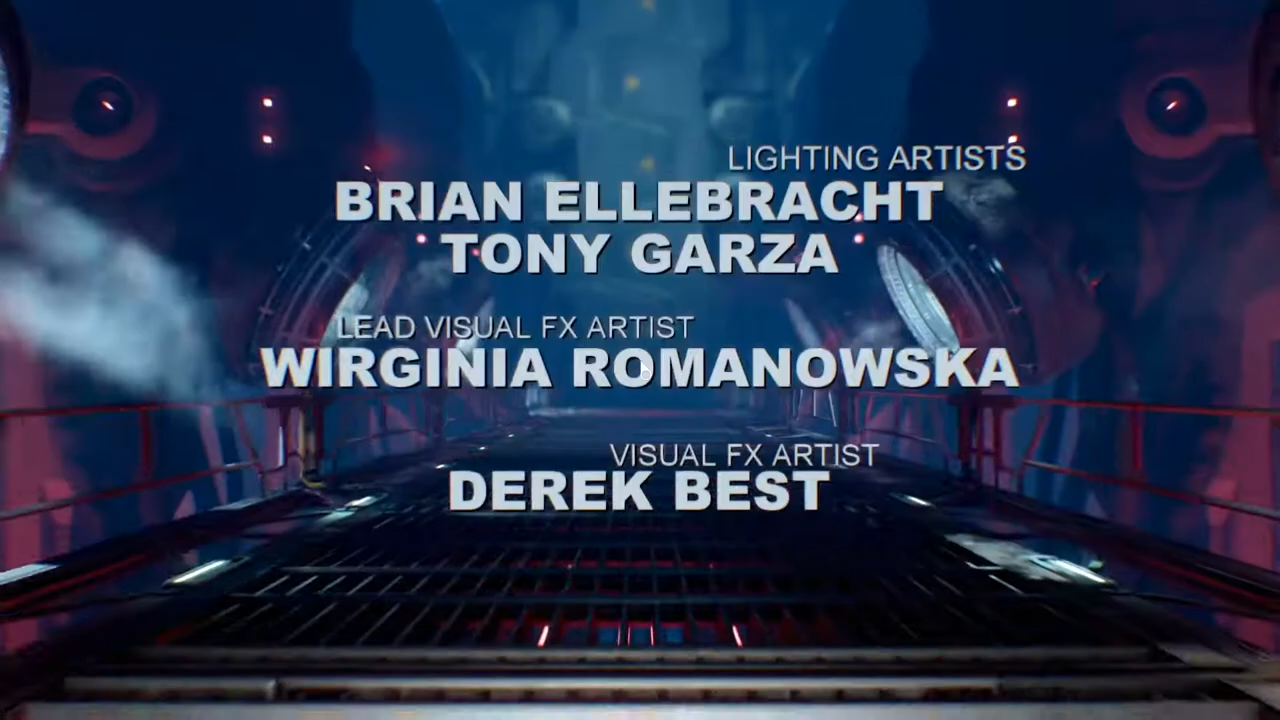 LIGHTING ARTISTS
BRIAN ELLEBRACHT
TONY GARZA
LEAD VISUAL FX ARTIST
WIRGINIA ROMANOWSKA
VISUAL FX ARTIST
DEREK BEST